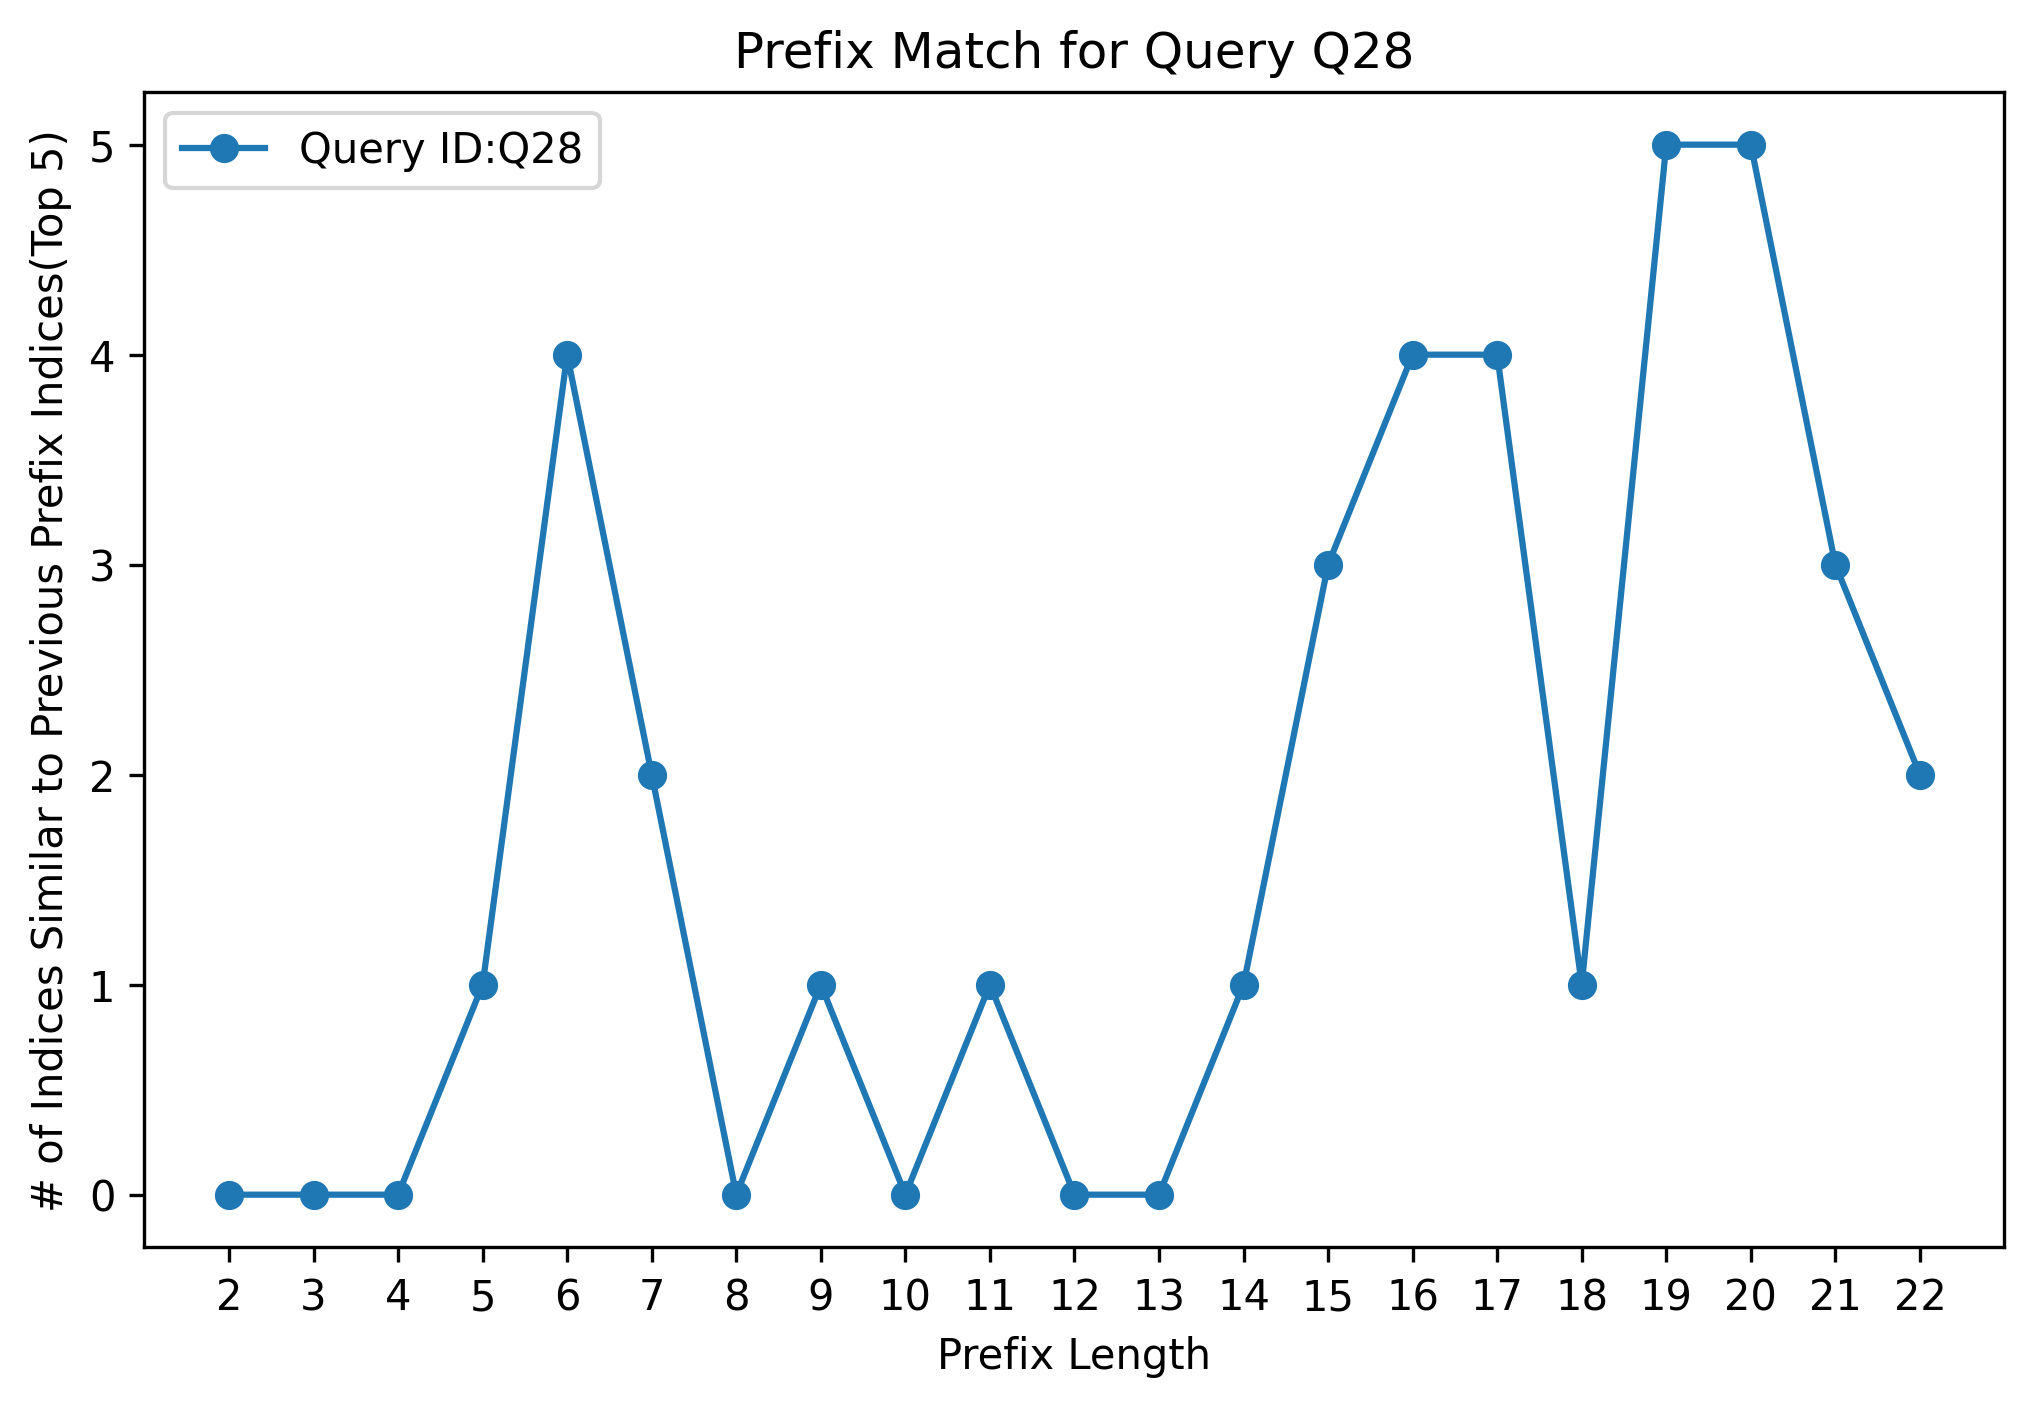 Prefix Match for Query Q28
Query ID:Q28
# of Indices Similar to Previous Prefix Indices(Top 5)
5
4
3
2
1
0
2 3 4 5 6 7 8 9 10 11 12 13 14 15 16 17 18 19 20 21 22
Prefix Length